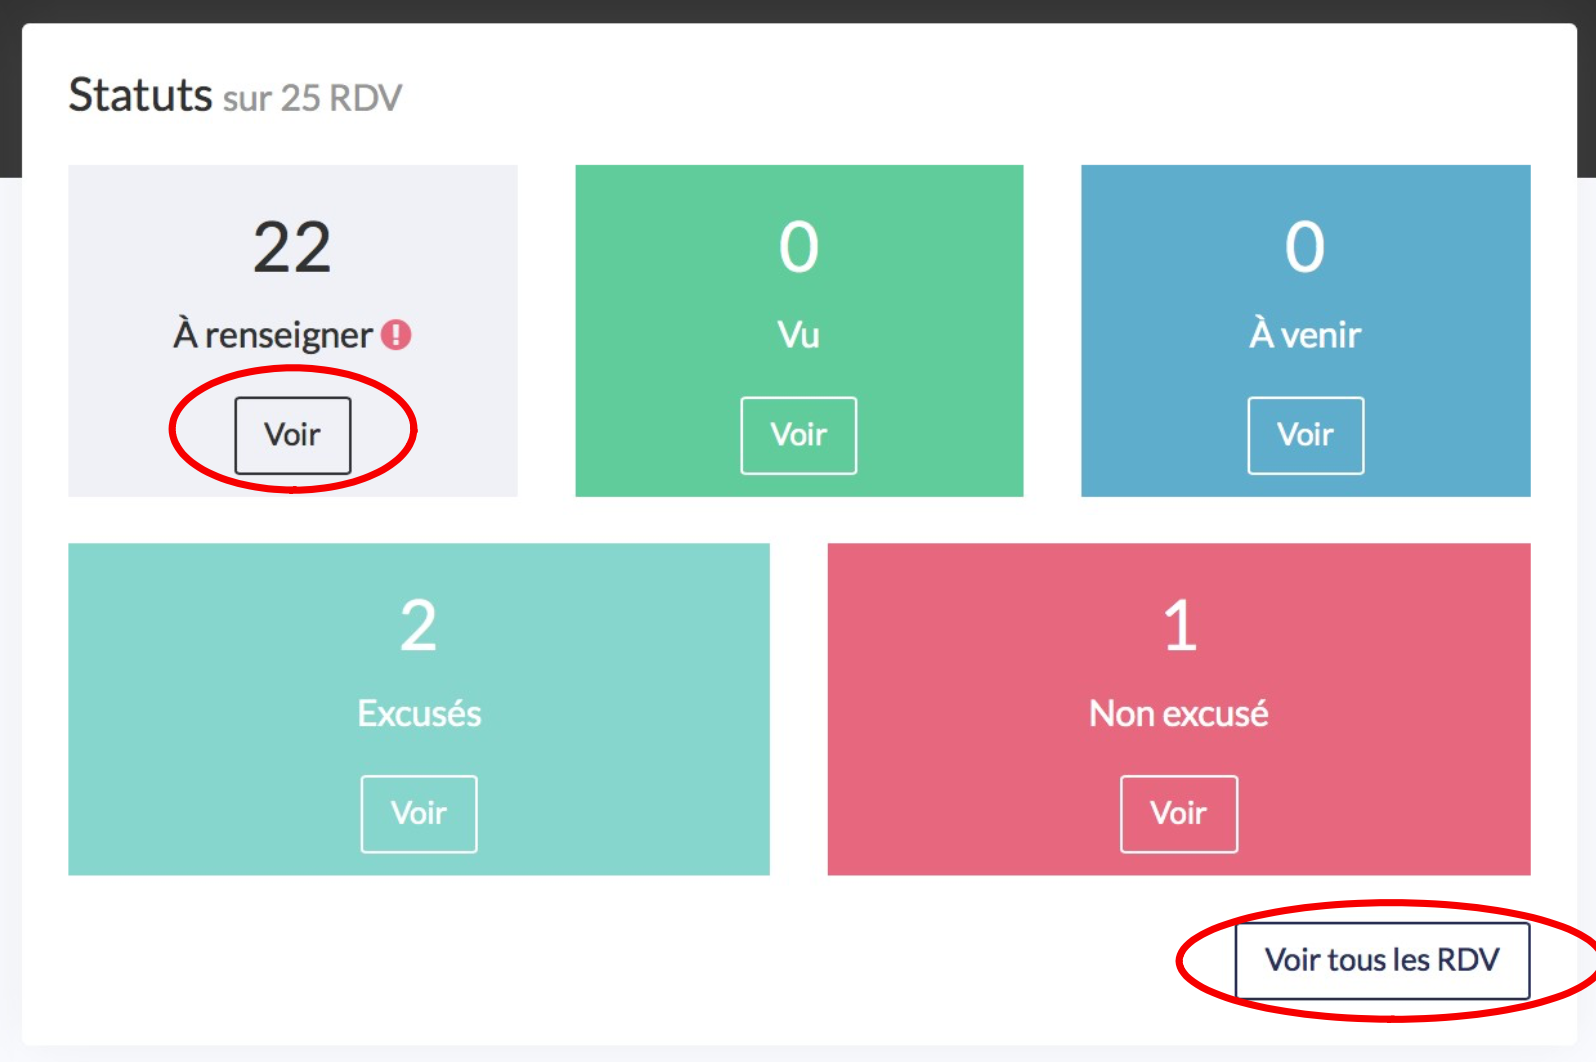 Statuts sur 25 RDV
22
À renseigner !
Voir
0
Vu
Voir
0
À venir
Voir
2
Excusés
Voir
1
Non excusé
Voir
Voir tous les RDV